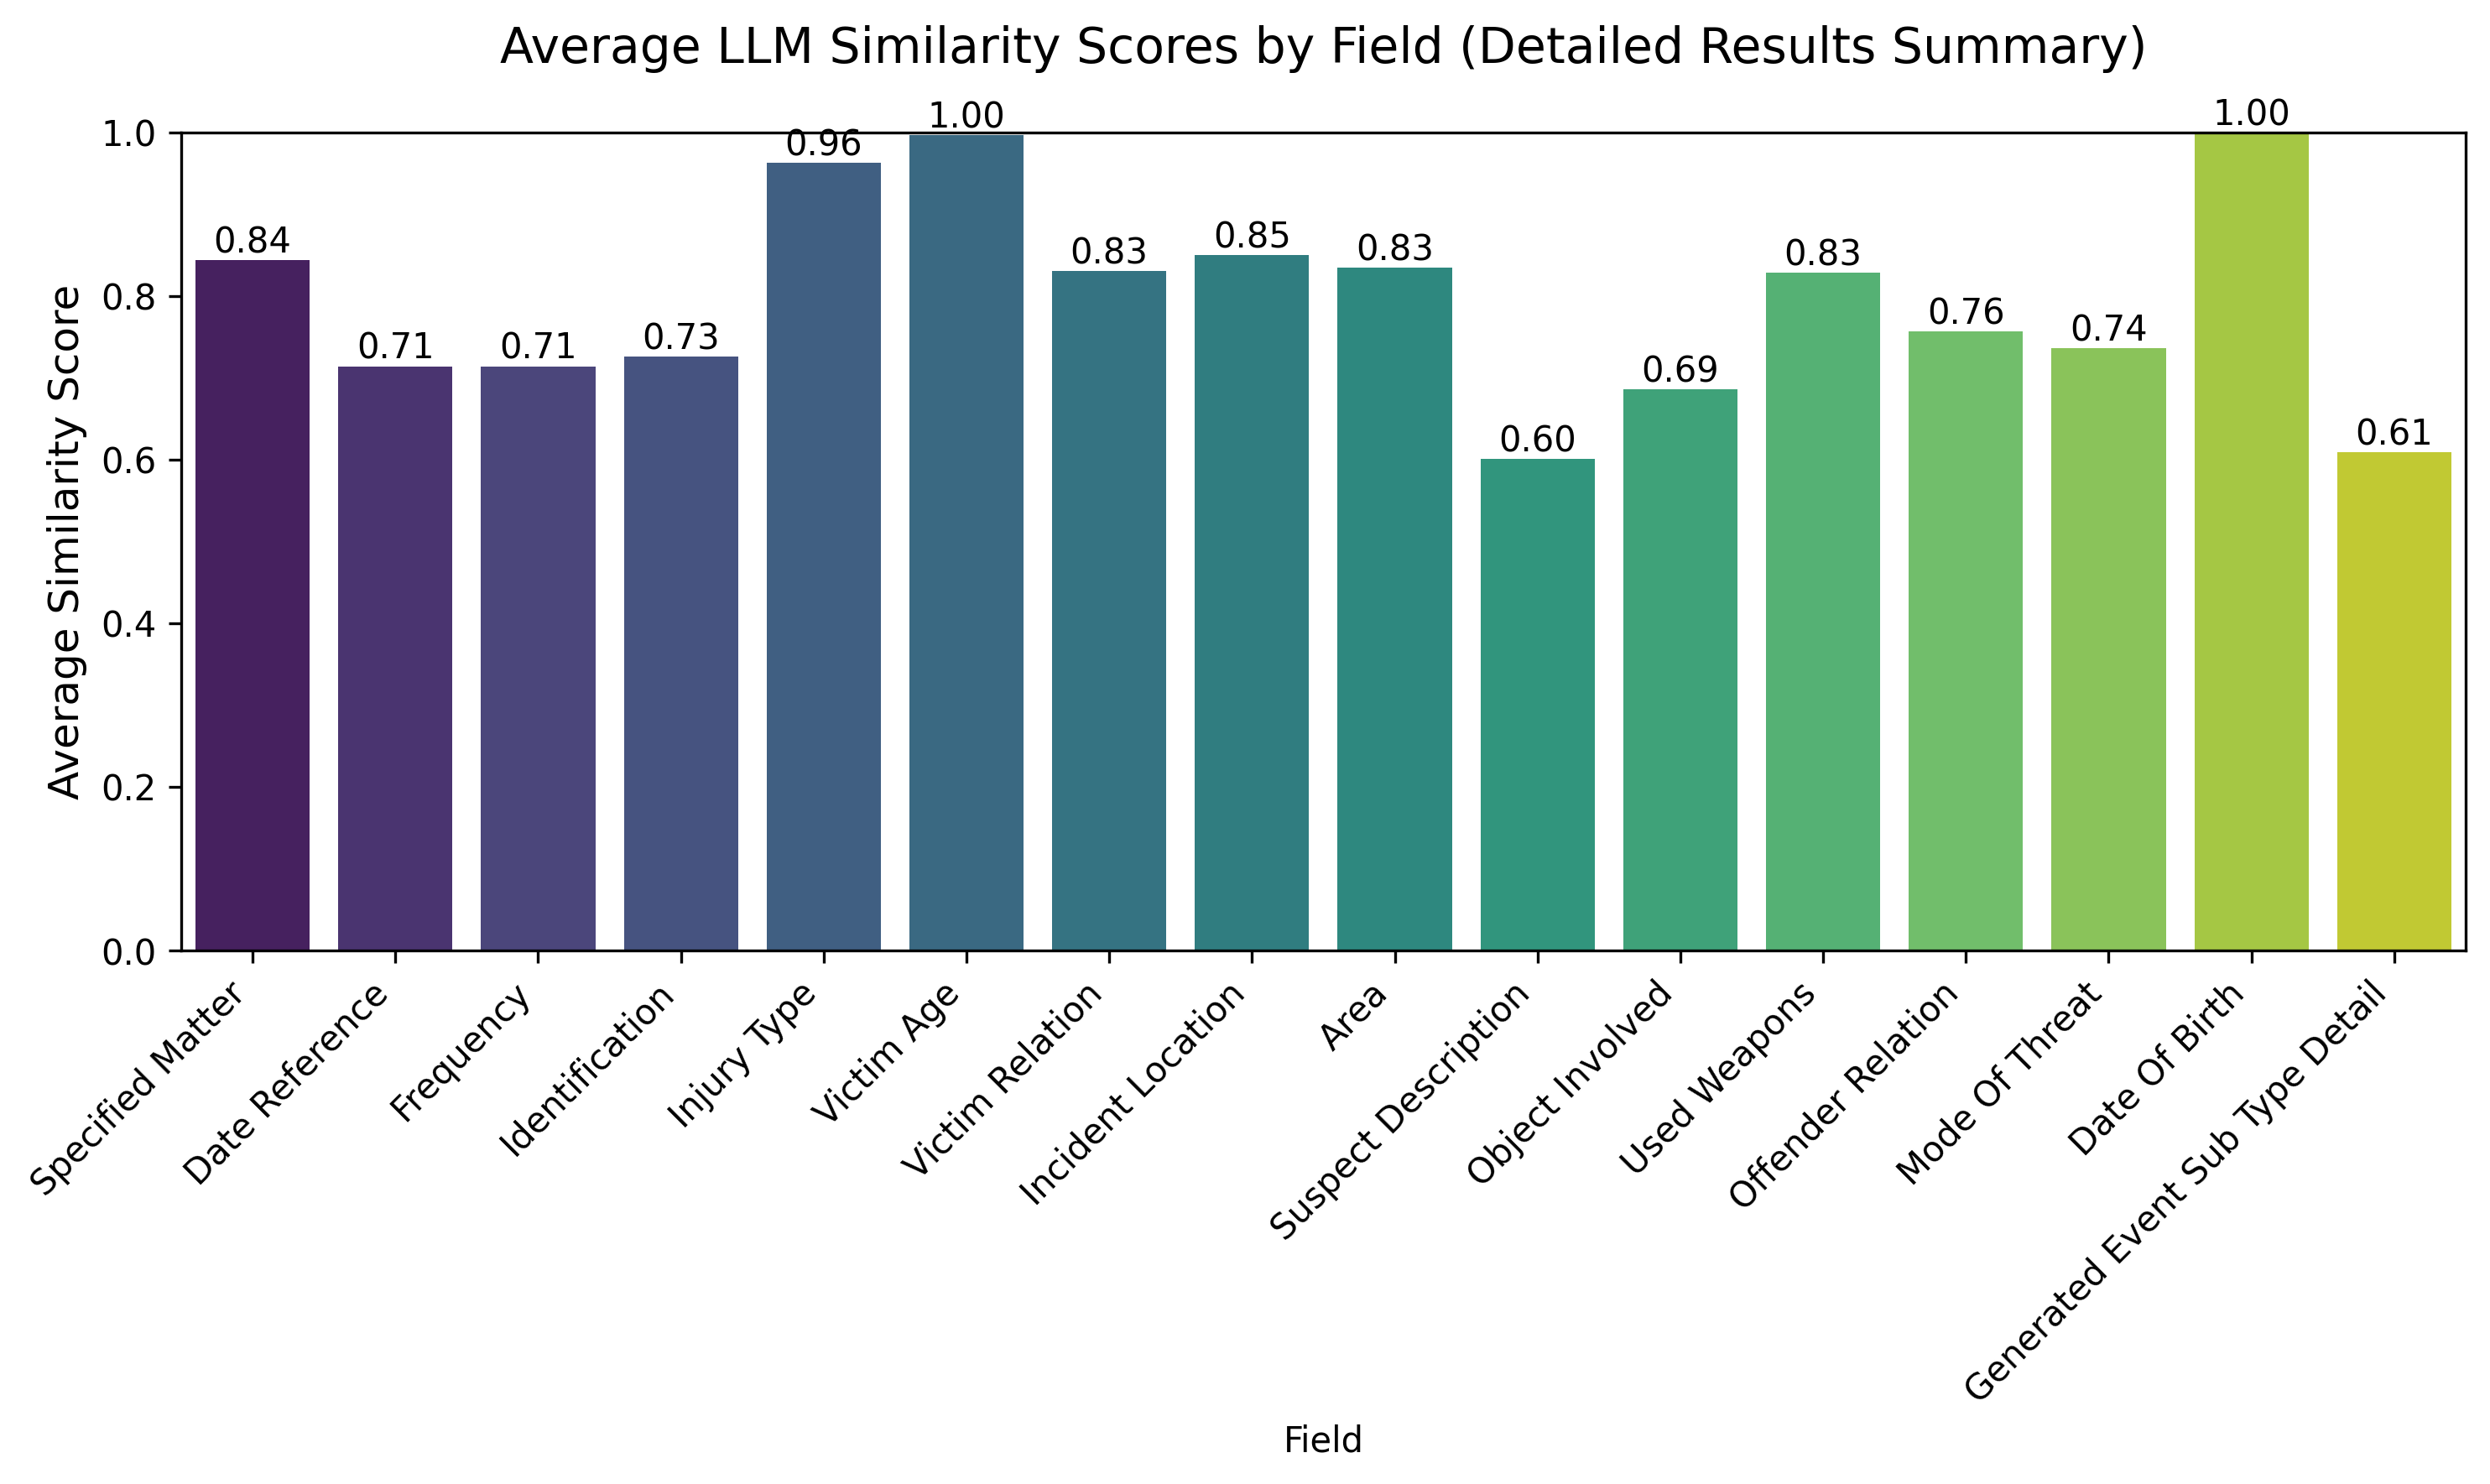 Average LLM Similarity Scores by Field (Detailed Results Summary)
Average Similarity Score
1.0
0.8
0.6
0.4
0.2
0.0
0.84
0.71
0.71
0.73
0.96
1.00
0.83
0.85
0.83
0.60
0.69
0.83
0.76
0.74
1.00
0.61
Specified Matter
Date Reference
Frequency
Identification
Injury Type
Victim Age
Victim Relation
Incident Location
Area
Suspect Description
Object Involved
Used Weapons
Offender Relation
Mode Of Threat
Date Of Birth
Generated Event Sub Type Detail
Field